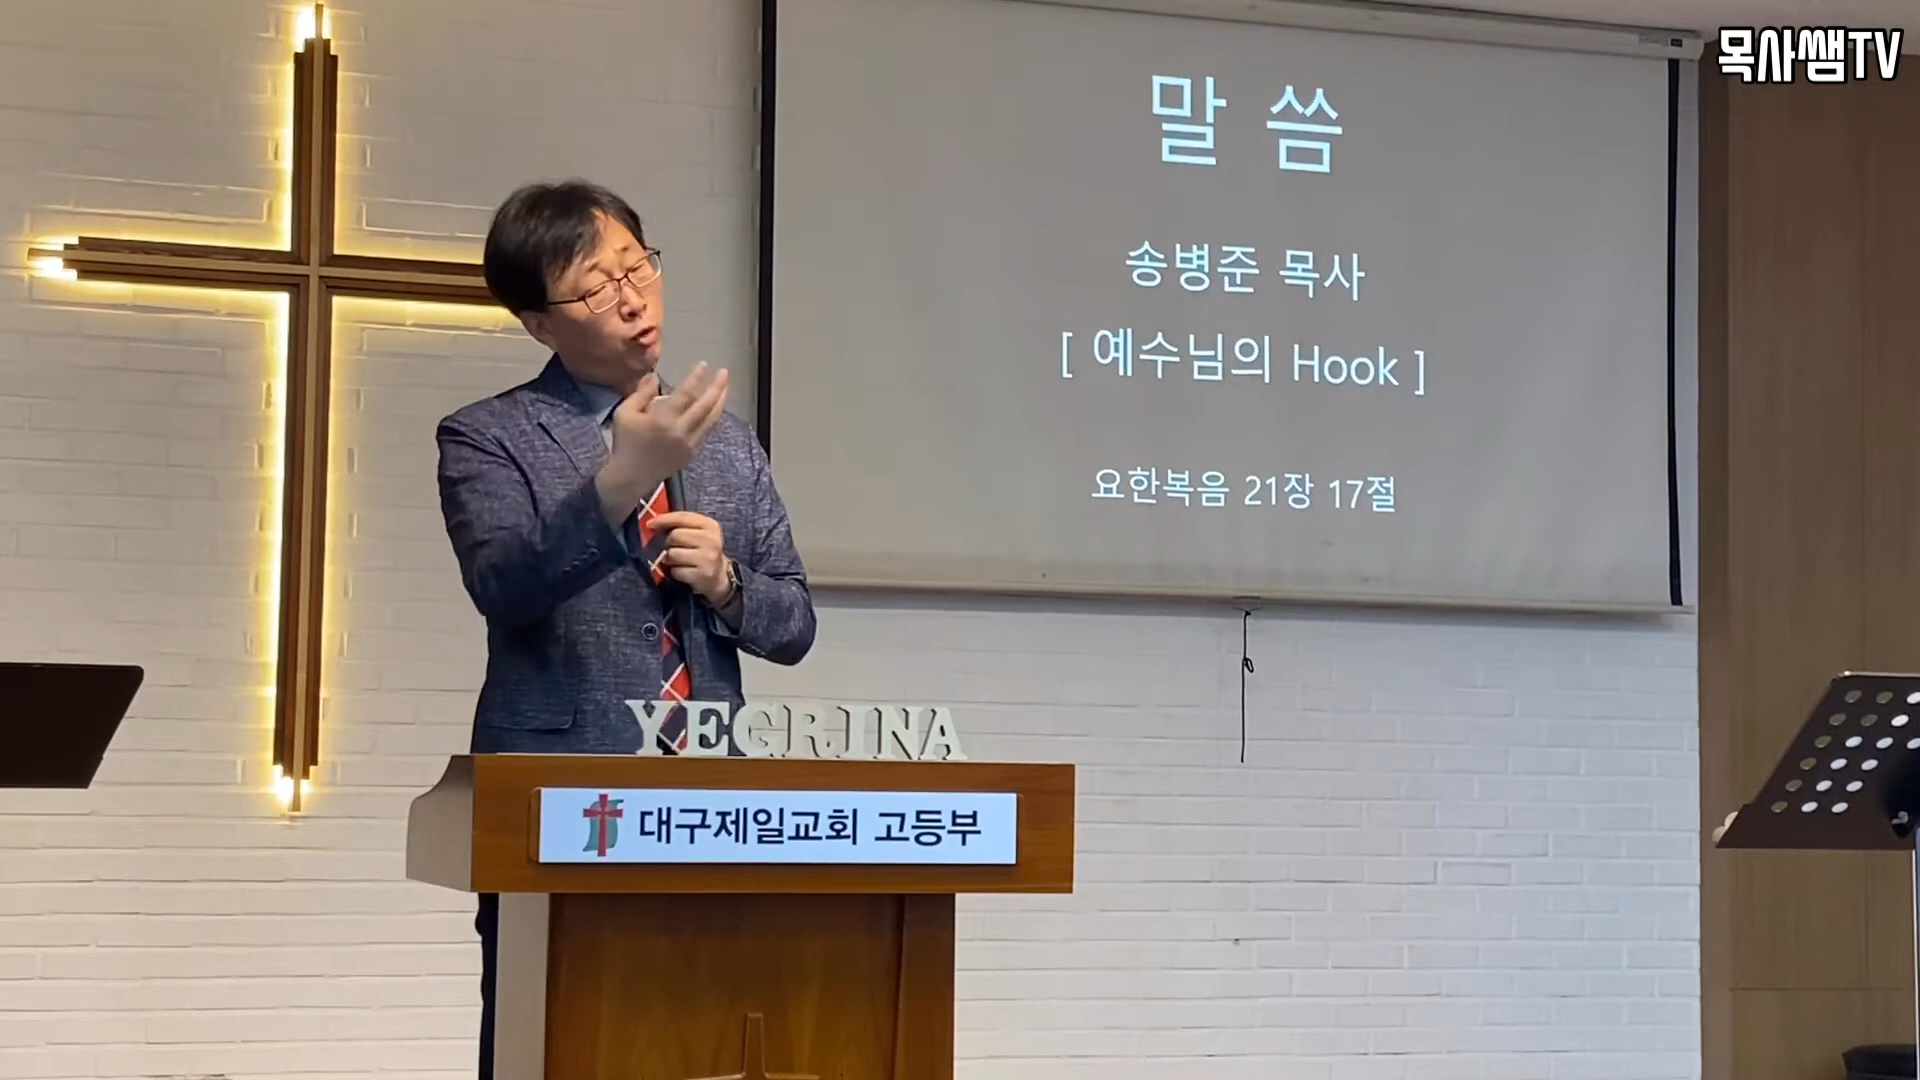 목사쌤TV
말 씀
송병준 목사
[ 예수님의 Hook ]
요한복음 21장 17절
YEGRINA
대구제일교회 고등부